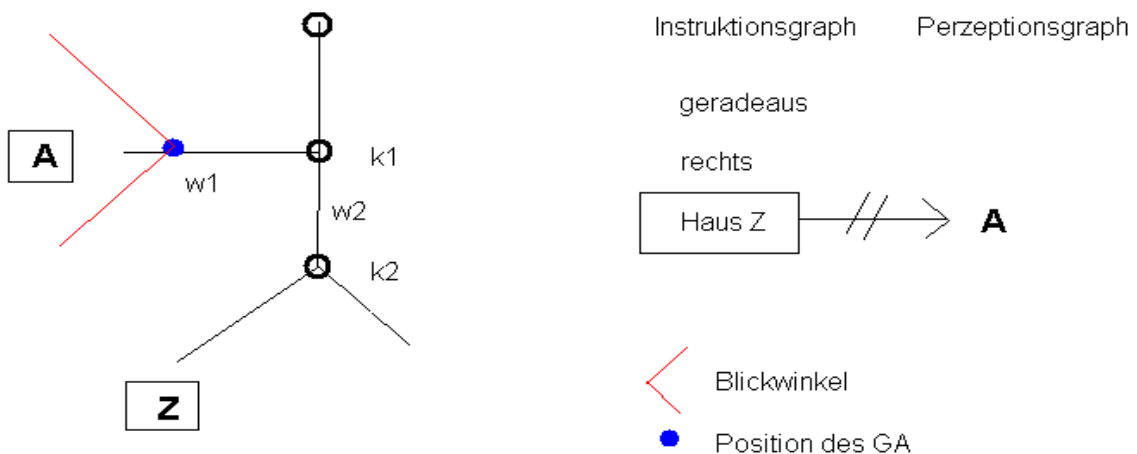 A
w1
k1
w2
k2
Z
Instruktionsgraph Perzeptionsgraph
geradeaus
rechts
Haus Z A
Blickwinkel
Position des GA